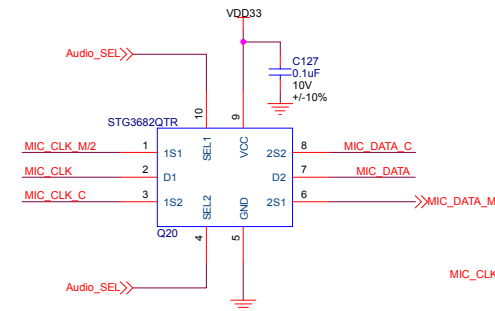 VDD33
Audio_SEL
C127
0.1uF
10V
+/-10%
STG3682QTR
10
9
SEL1
VCC
MIC_CLK_M/2
1
1S1
2S2
8
MIC_DATA_C
MIC_CLK
2
D1
D2
7
MIC_DATA
MIC_CLK_C
3
1S2
2S1
6
MIC_DATA_M
SEL2
GND
Q20
4
5
MIC_CLK
Audio_SEL